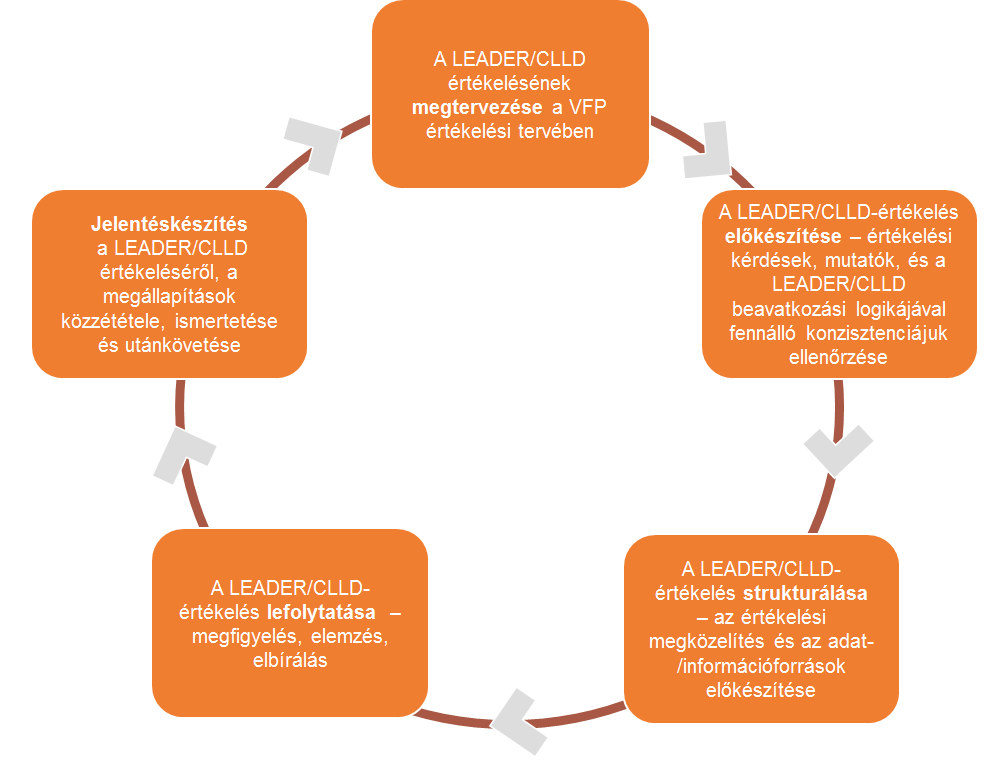 A LEADER/CLLD
értékelésének
megtervezése a VFP
értékelési tervében
A LEADER/CLLD-értékelés
előkészítése – értékelési
kérdések, mutatók, és a
LEADER/CLLD
beavatkozási logikájával
fennálló konzisztenciájuk
ellenőrzése
A LEADER/CLLD-
értékelés strukturálása
– az értékelési
megközelítés és az adat-
/információforrások
előkészítése
A LEADER/CLLD-
értékelés lefolytatása –
megfigyelés, elemzés,
elbírálás
Jelentéskészítés
a LEADER/CLLD
értékeléséről, a
megállapítások
közzététele, ismertetése
és utánkövetése